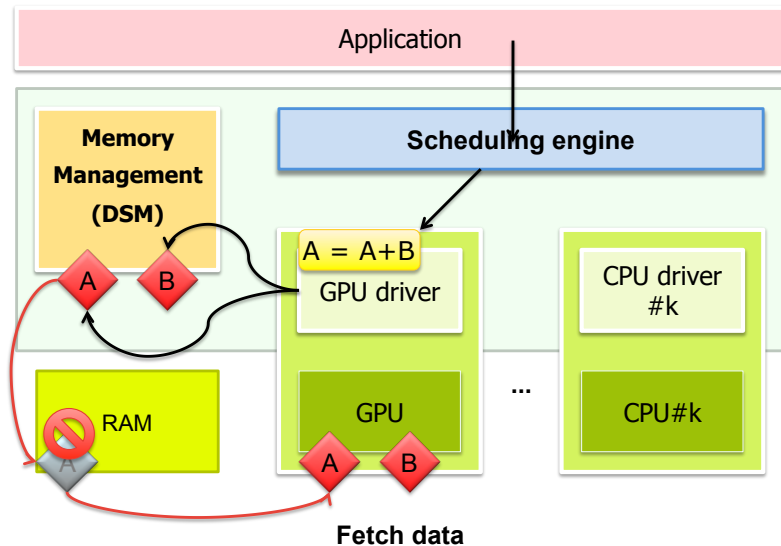 Application
Memory
Management
(DSM)
Scheduling engine
A = A+B
A
B
GPU driver
CPU driver
#k
RAM
A
GPU
...
CPU#k
A
B
Fetch data